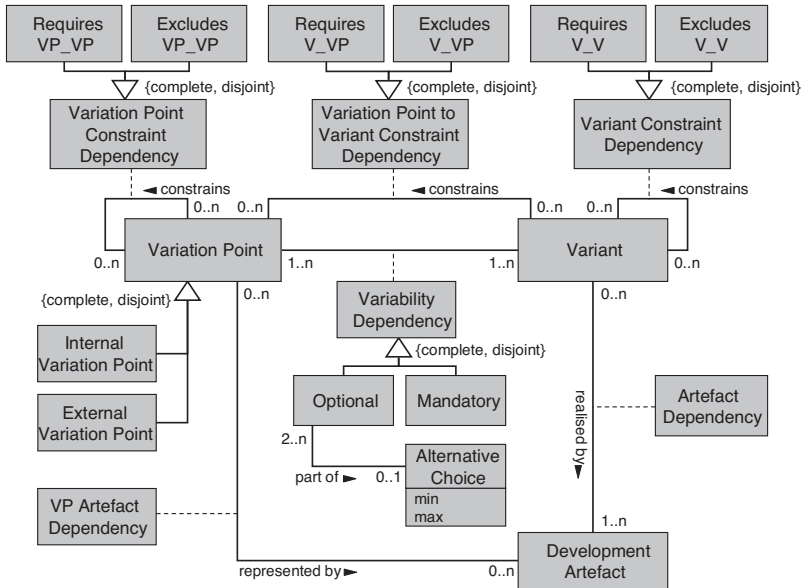 Requires
VP_VP
Excludes
VP_VP
Requires
V_VP
Excludes
V_VP
Requires
V_V
Excludes
V_V
{complete, disjoint}
{complete, disjoint}
{complete, disjoint}
Variation Point
Constraint
Dependency
Variation Point to
Variant Constraint
Dependency
Variant Constraint
Dependency
◄ constrains
◄ constrains
◄ constrains
0..n
0..n
0..n
0..n
Variation Point
Variant
0..n
1..n
1..n
0..n
{complete, disjoint}
0..n
Variability
Dependency
0..n
Internal
Variation Point
{complete, disjoint}
External
Variation Point
Optional
Mandatory
realised by ►
Artefact
Dependency
2..n
part of ►
0..1
Alternative
Choice
min
max
VP Artefact
Dependency
1..n
represented by ►
0..n
Development
Artefact